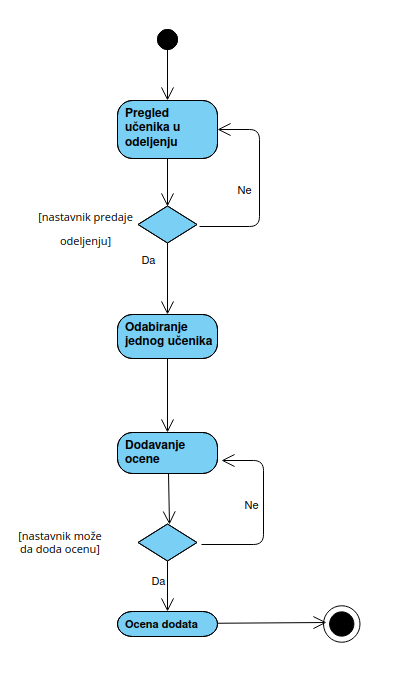 Pregled
učenika u
odeljenju
Ne
[nastavnik predaje
odeljenju]
Da
Odabiranje
jednog učenika
Dodavanje
ocene
Ne
[nastavnik može
da doda ocenu]
Da
Ocena dodata